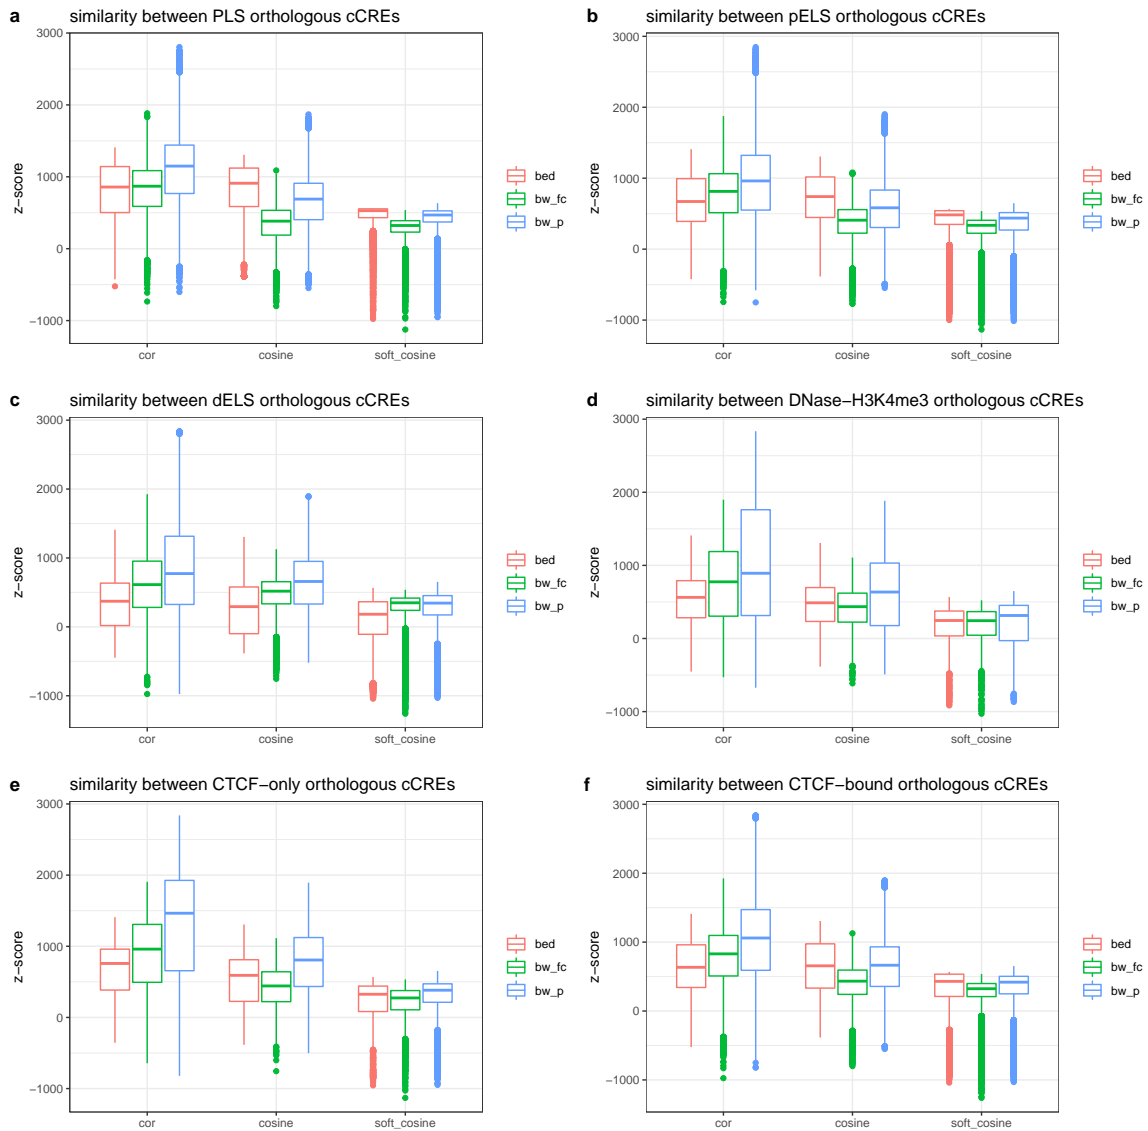 a similarity between PLS orthologous cCREs
3000
2000
1000
0
−1000
z−score
cor cosine soft_cosine
bed
bw_fc
bw_p
b similarity between pELS orthologous cCREs
3000
2000
1000
0
−1000
z−score
cor cosine soft_cosine
bed
bw_fc
bw_p
c similarity between dELS orthologous cCREs
3000
2000
1000
0
−1000
z−score
cor cosine soft_cosine
bed
bw_fc
bw_p
d similarity between DNase−H3K4me3 orthologous cCREs
3000
2000
1000
0
−1000
z−score
cor cosine soft_cosine
bed
bw_fc
bw_p
e similarity between CTCF−only orthologous cCREs
3000
2000
1000
0
−1000
z−score
cor cosine soft_cosine
bed
bw_fc
bw_p
f similarity between CTCF−bound orthologous cCREs
3000
2000
1000
0
−1000
z−score
cor cosine soft_cosine
bed
bw_fc
bw_p